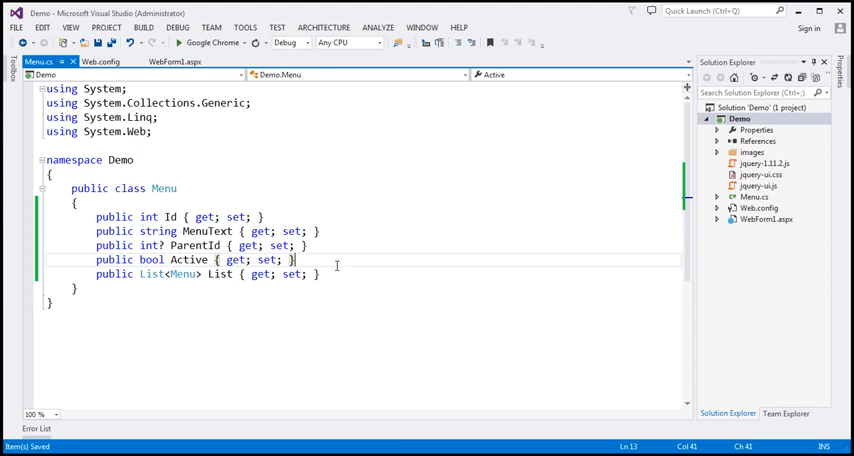 Demo - Microsoft Visual Studio (Administrator)
Quick Launch (Ctrl+Q)
FILE EDIT VIEW PROJECT BUILD DEBUG TEAM TOOLS TEST ARCHITECTURE ANALYZE WINDOW HELP
Sign in
Google Chrome Debug Any CPU
Toolbox
Menu.cs Web.config WebForm1.aspx
Demo Demo.Menu Active
using System;
using System.Collections.Generic;
using System.Linq;
using System.Web;
namespace Demo
{
public class Menu
{
public int Id { get; set; }
public string MenuText { get; set; }
public int? ParentId { get; set; }
public bool Active { get; set; }
public List<Menu> List { get; set; }
}
}
100 %
Error List
Solution Explorer
Search Solution Explorer (Ctrl+;)
Solution 'Demo' (1 project)
Demo
Properties
References
images
jquery-1.11.2.js
jquery-ui.css
jquery-ui.js
Menu.cs
Web.config
WebForm1.aspx
Solution Explorer Team Explorer
Properties
Item(s) Saved Ln 13 Col 41 Ch 41 INS